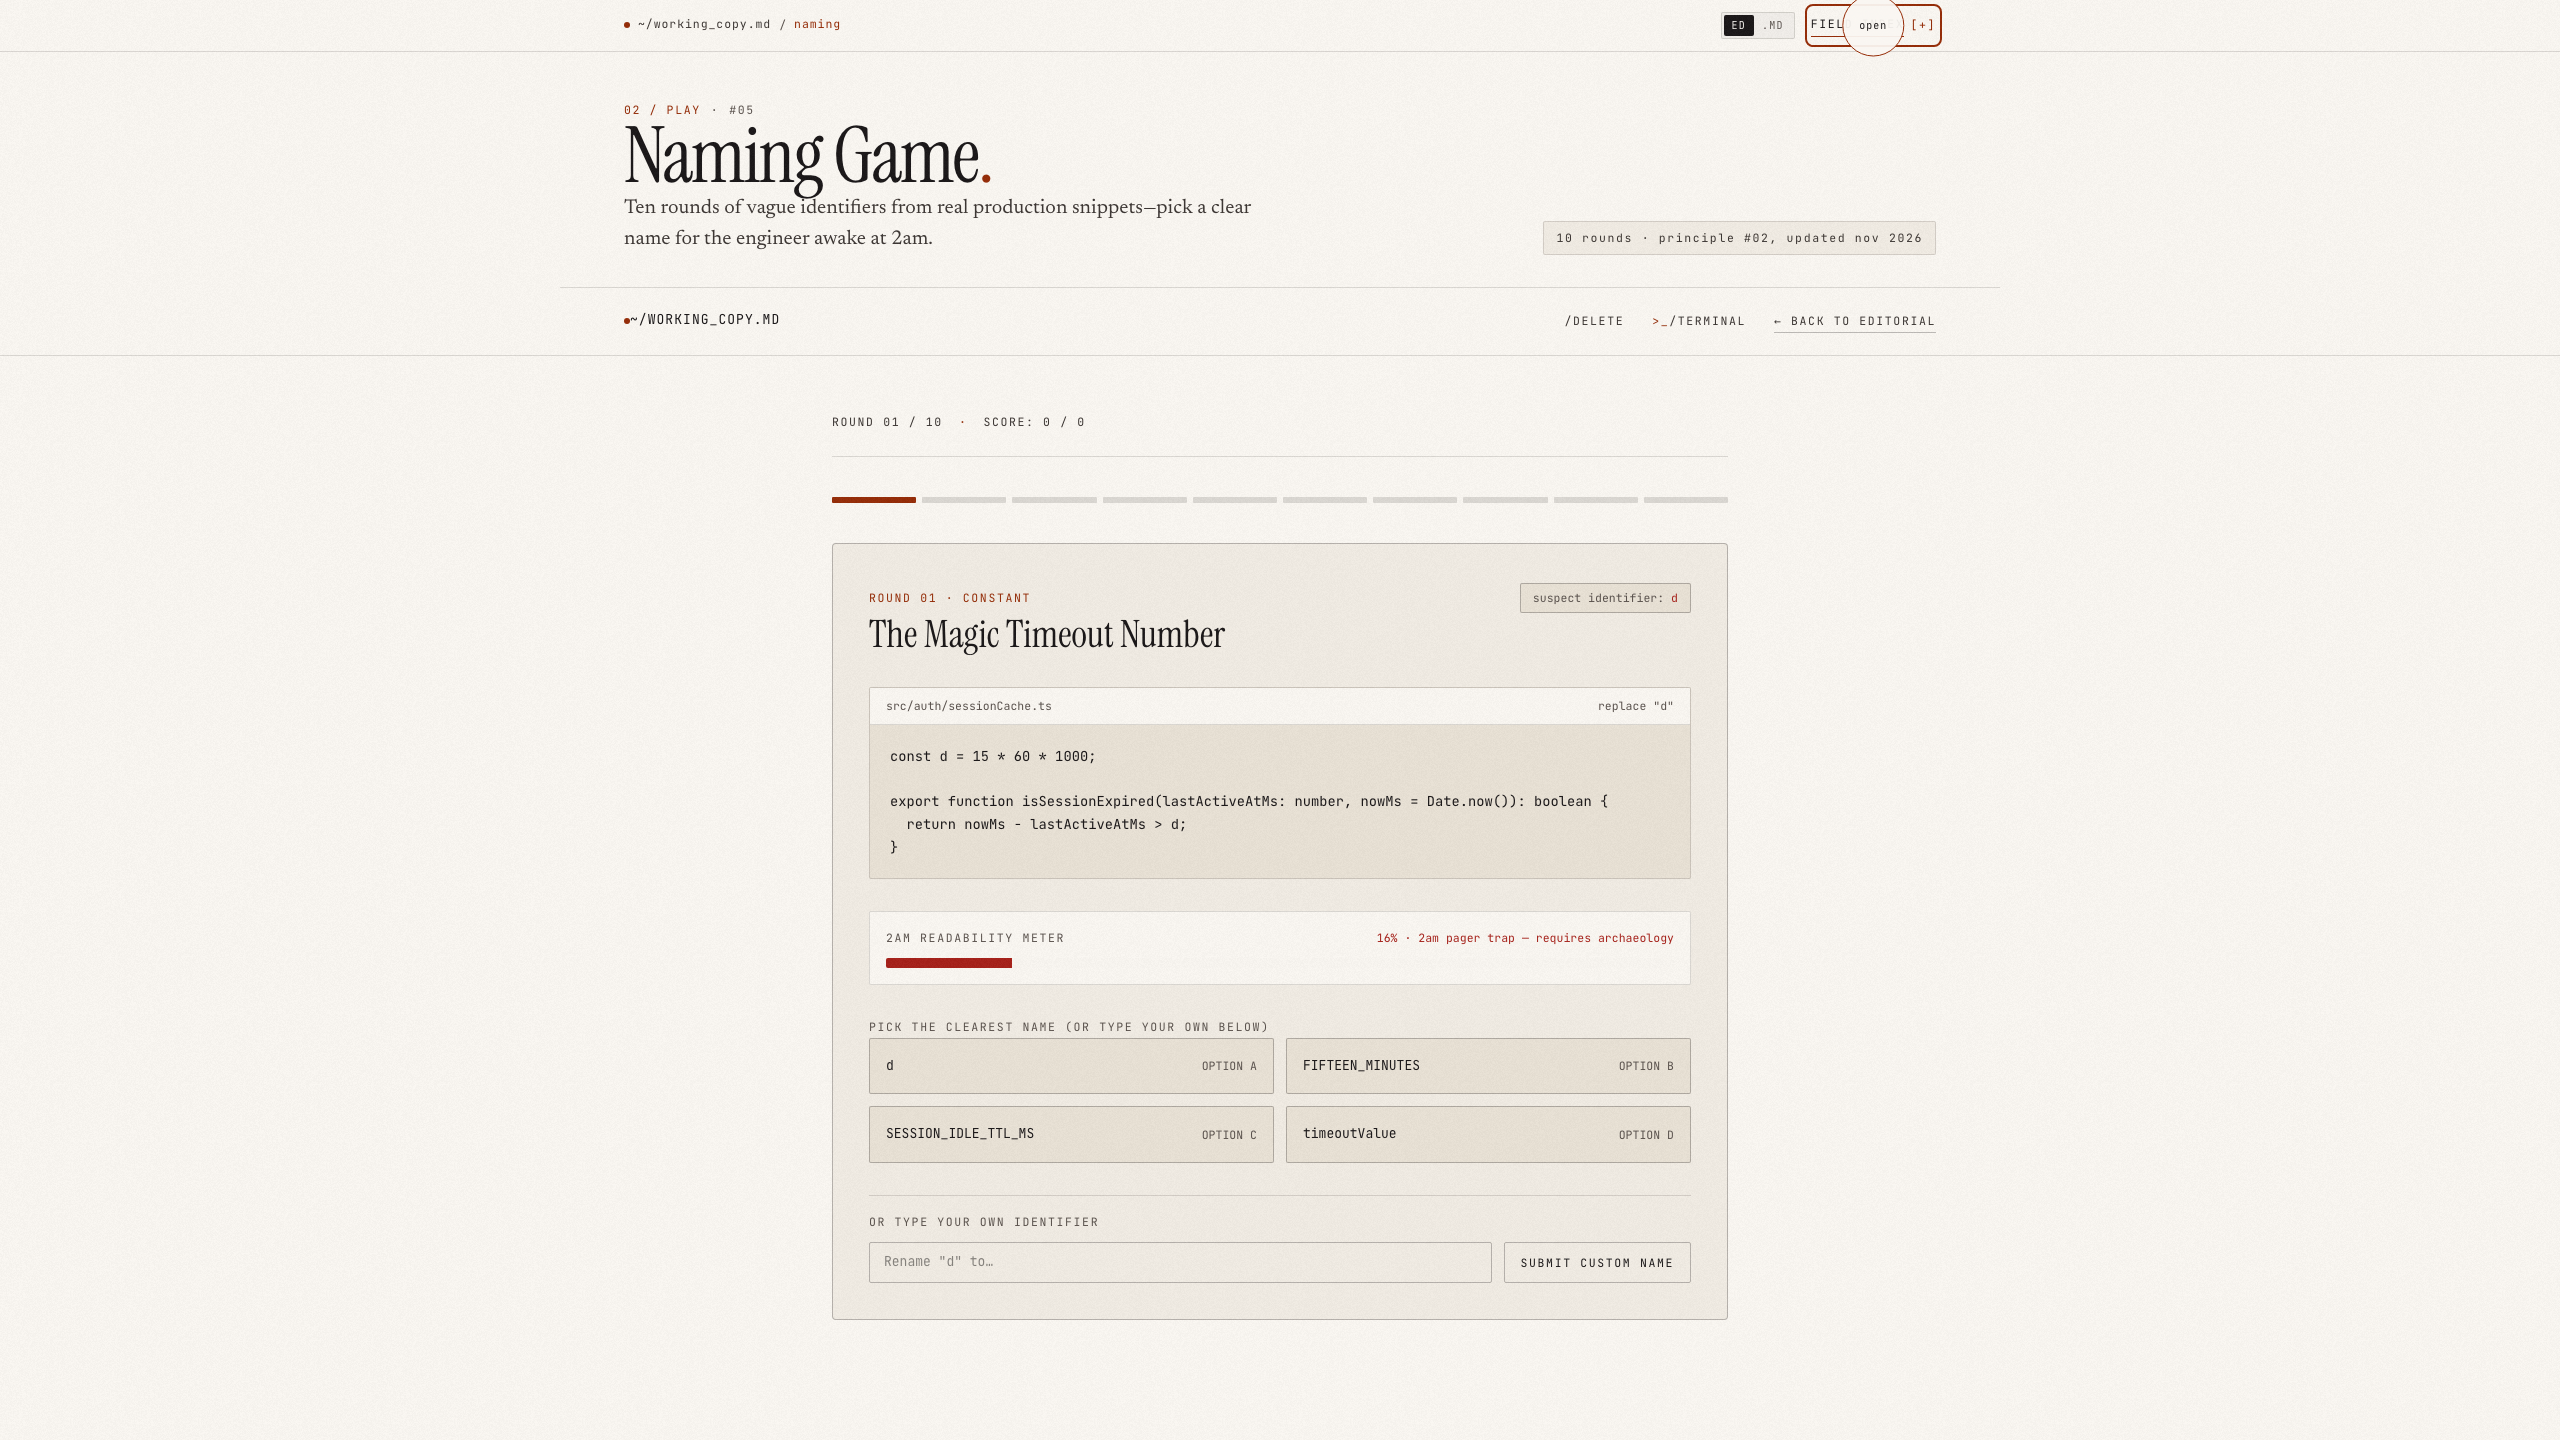 ~/working_copy.md / naming
ED .MD
open [+]
02 / PLAY · #05
Naming Game.
Ten rounds of vague identifiers from real production snippets—pick a clear
name for the engineer awake at 2am.
10 rounds · principle #02, updated nov 2026
~/WORKING_COPY.MD
/DELETE >_/TERMINAL ← BACK TO EDITORIAL
ROUND 01 / 10 · SCORE: 0 / 0
ROUND 01 · CONSTANT
suspect identifier: d
The Magic Timeout Number
src/auth/sessionCache.ts
replace "d"
const d = 15 * 60 * 1000;
export function isSessionExpired(lastActiveAtMs: number, nowMs = Date.now()): boolean {
return nowMs - lastActiveAtMs > d;
}
2AM READABILITY METER
16% · 2am pager trap — requires archaeology
PICK THE CLEAREST NAME (OR TYPE YOUR OWN BELOW)
d OPTION A
FIFTEEN_MINUTES OPTION B
SESSION_IDLE_TTL_MS OPTION C
timeoutValue OPTION D
OR TYPE YOUR OWN IDENTIFIER
Rename "d" to…
SUBMIT CUSTOM NAME